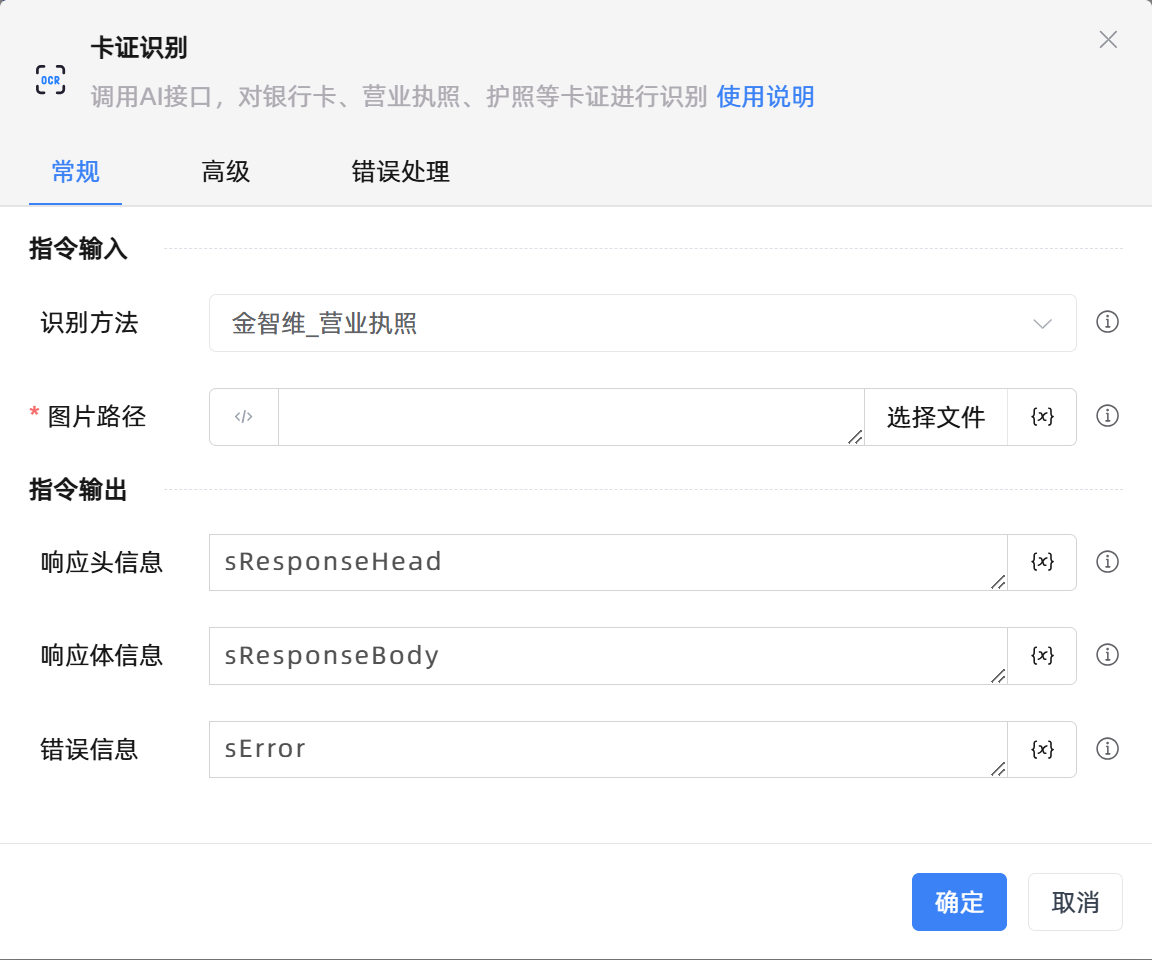 卡证识别
OCR
调用AI接口，对银行卡、营业执照、护照等卡证进行识别 使用说明
常规 高级 错误处理
指令输入
识别方法 金智维_营业执照
* 图片路径 </> 选择文件 {x}
指令输出
响应头信息 sResponseHead {x}
响应体信息 sResponseBody {x}
错误信息 sError {x}
确定 取消